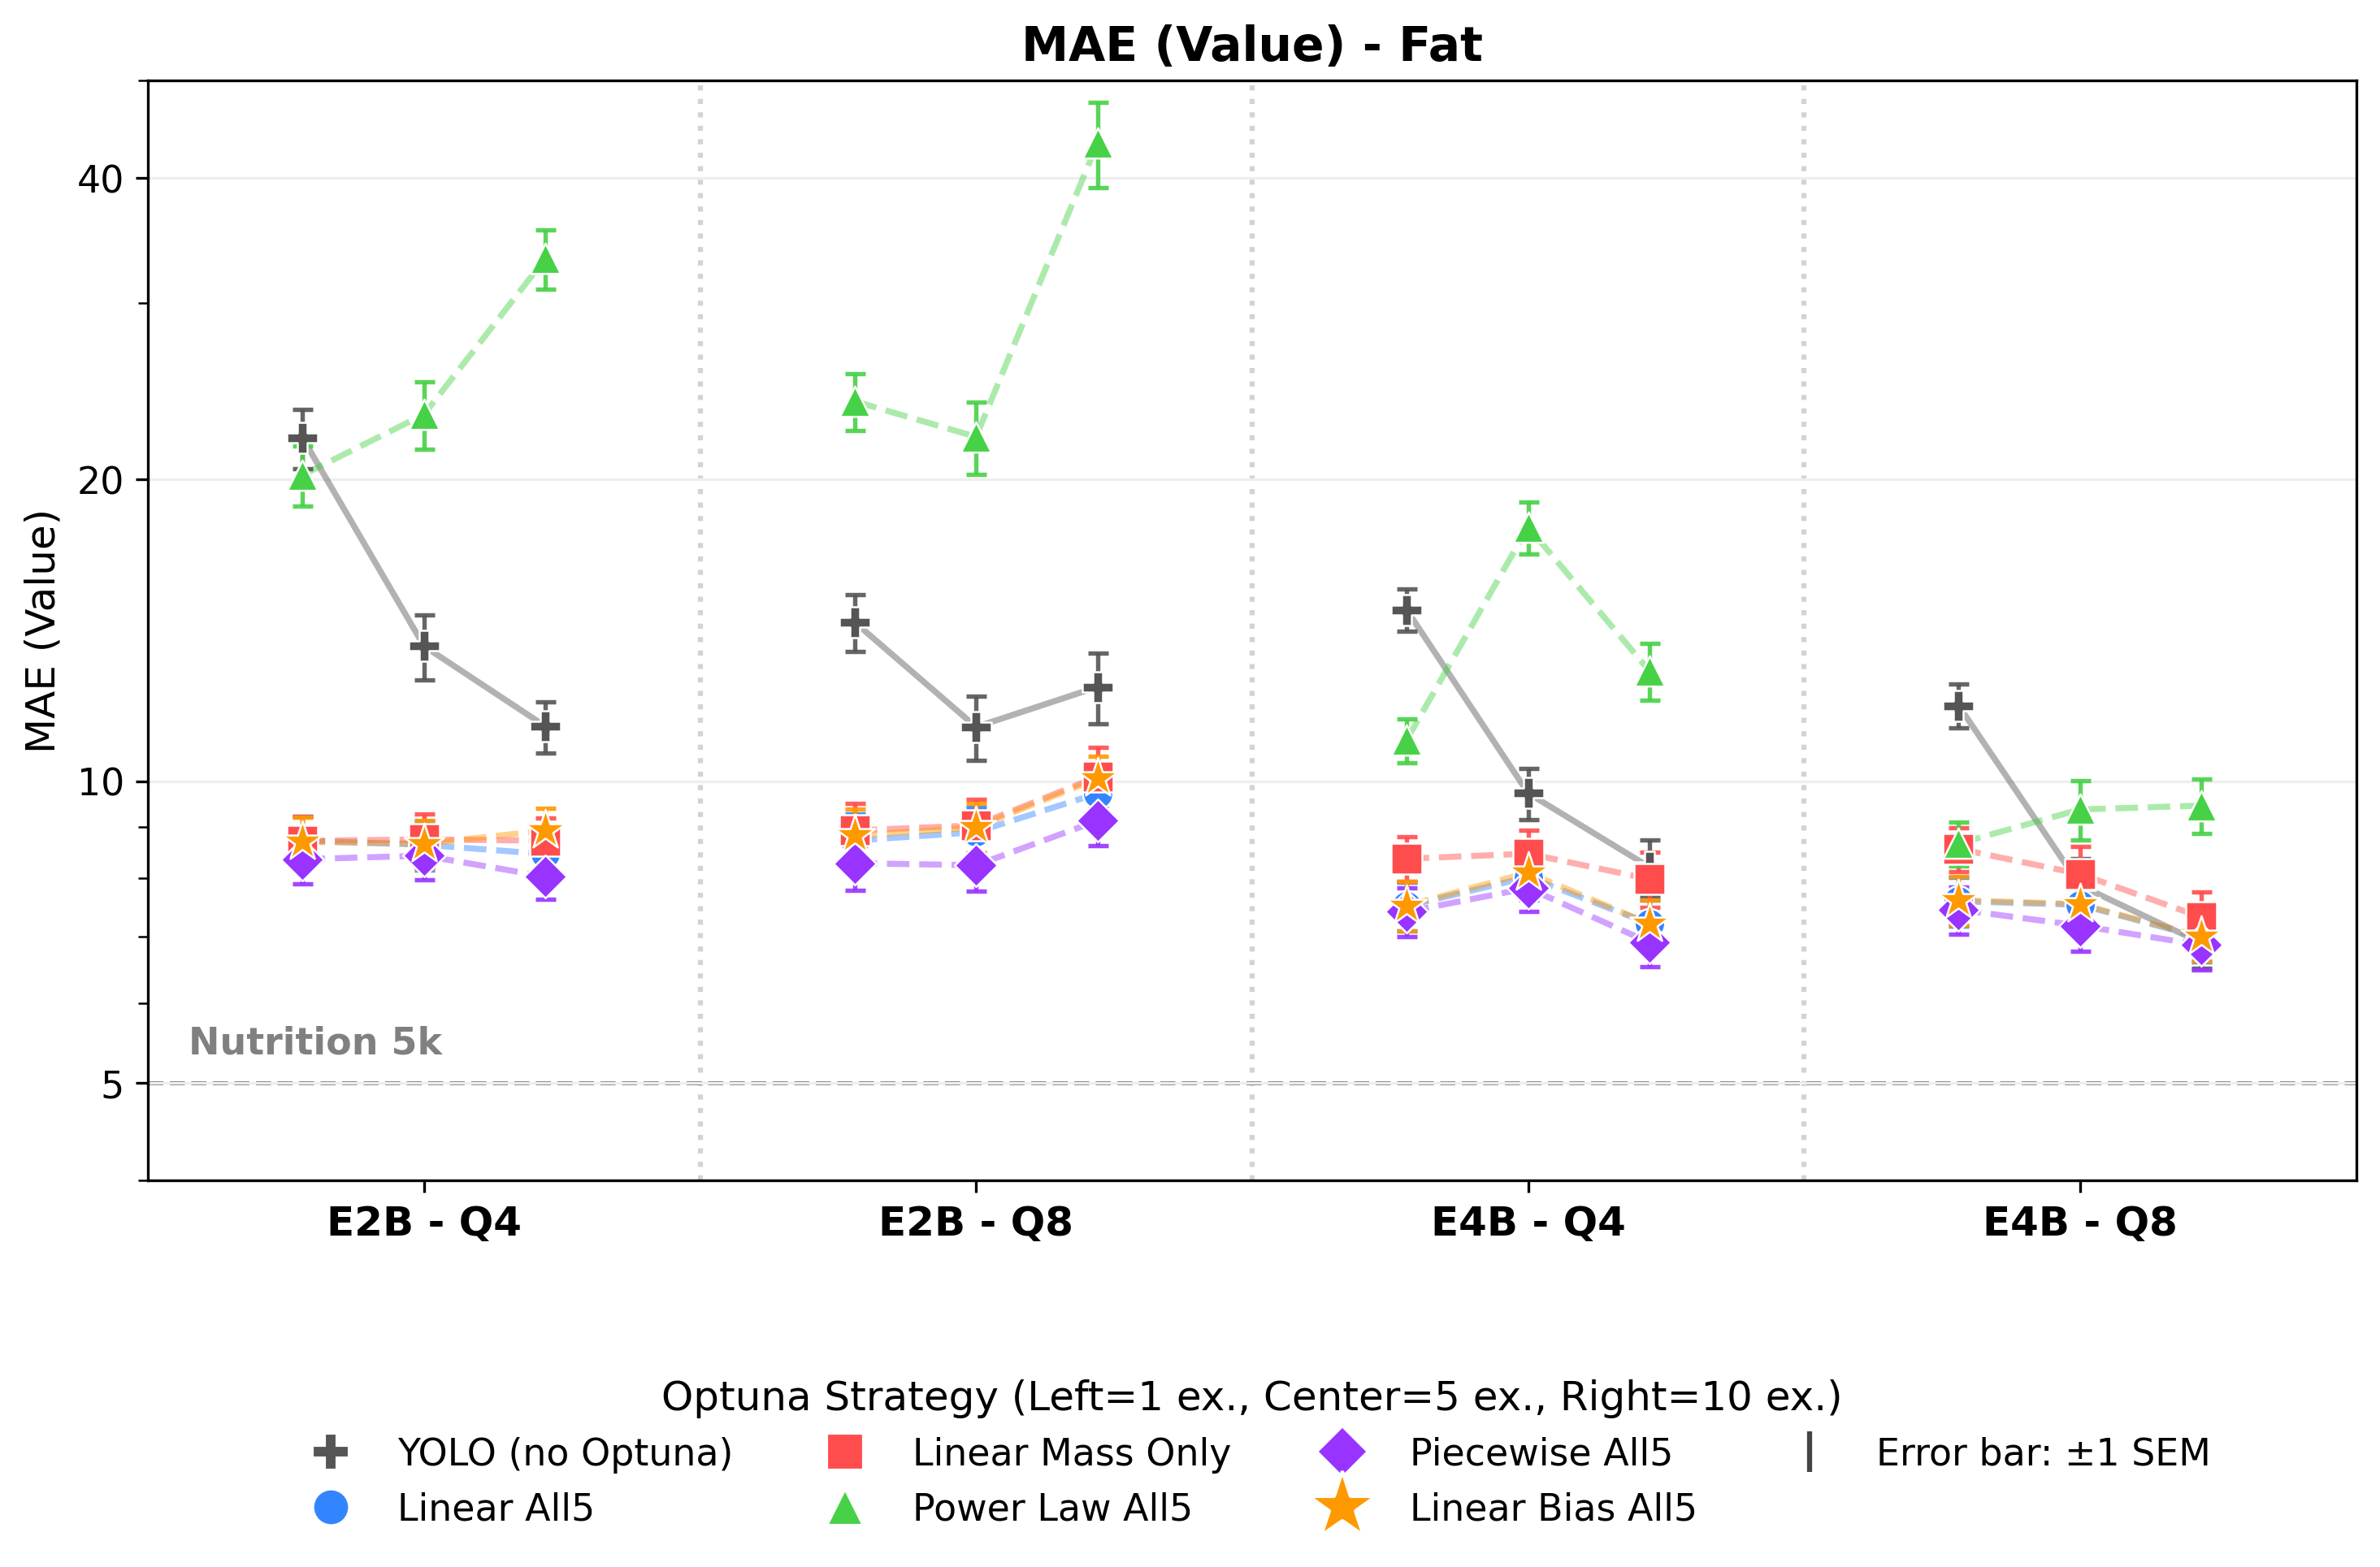 MAE (Value) - Fat
MAE (Value)
40
20
10
5
Nutrition 5k
E2B - Q4
E2B - Q8
E4B - Q4
E4B - Q8
Optuna Strategy (Left=1 ex., Center=5 ex., Right=10 ex.)
YOLO (no Optuna)
Linear All5
Linear Mass Only
Power Law All5
Piecewise All5
Linear Bias All5
Error bar: ±1 SEM